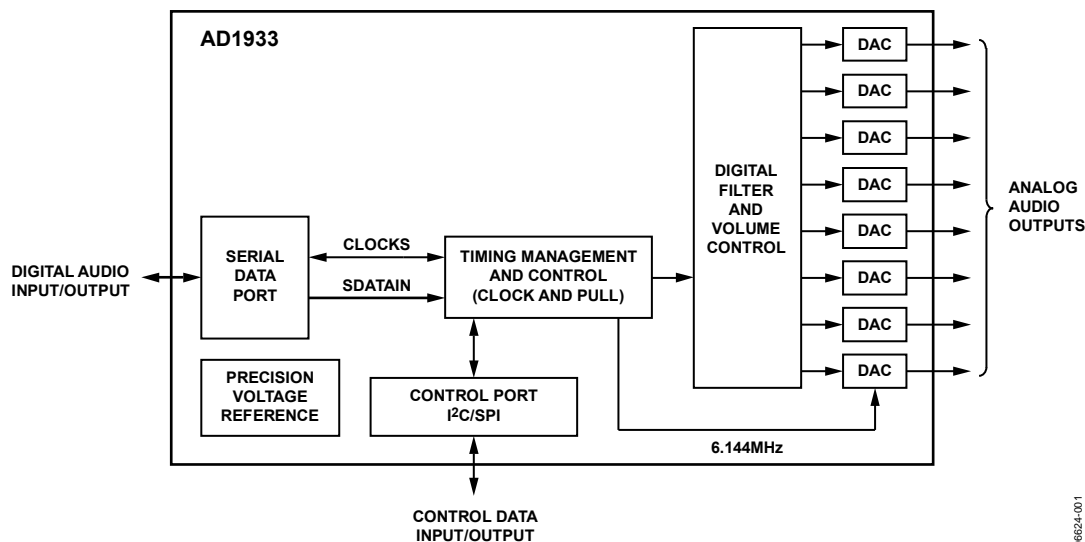 AD1933
DIGITAL AUDIO
INPUT/OUTPUT
SERIAL
DATA
PORT
CLOCKS
SDATAIN
TIMING MANAGEMENT
AND CONTROL
(CLOCK AND PULL)
PRECISION
VOLTAGE
REFERENCE
CONTROL PORT
I2C/SPI
CONTROL DATA
INPUT/OUTPUT
DIGITAL
FILTER
AND
VOLUME
CONTROL
DAC
DAC
DAC
DAC
DAC
DAC
DAC
DAC
6.144MHz
ANALOG
AUDIO
OUTPUTS